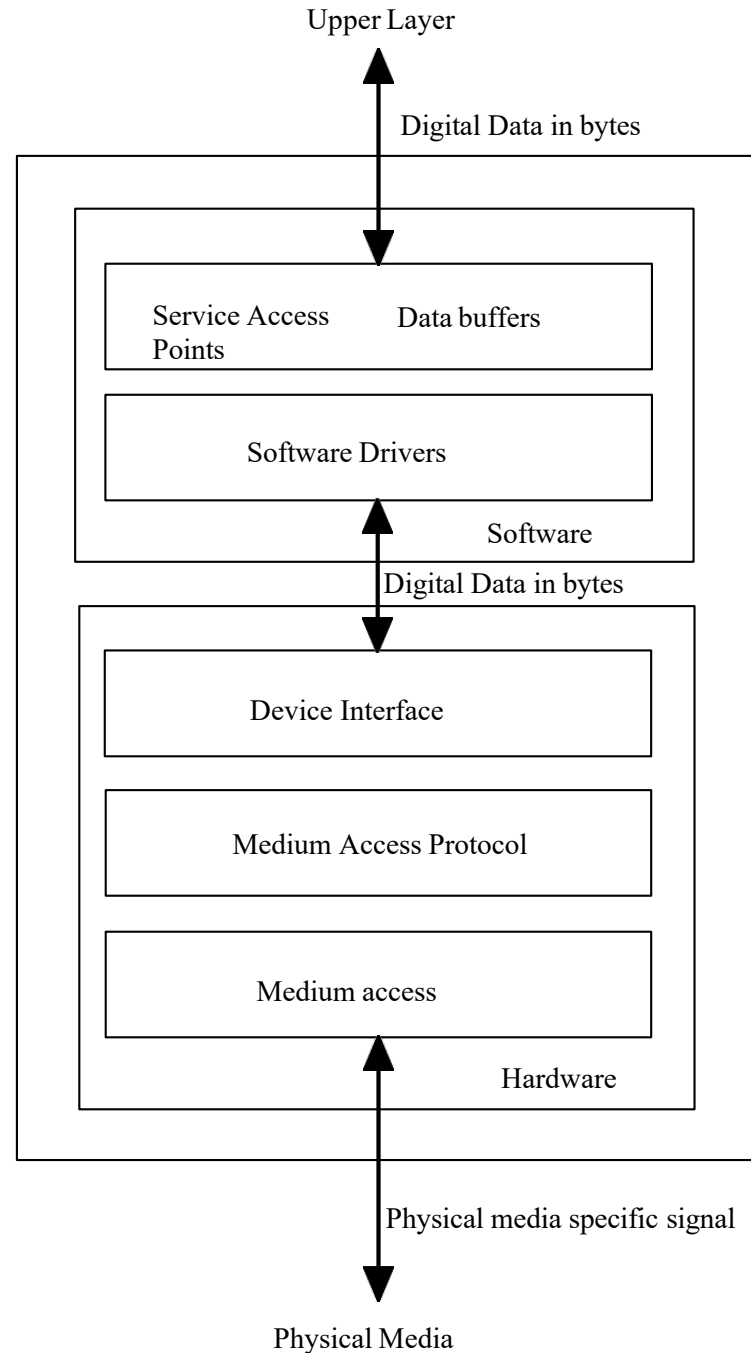 Upper Layer
Digital Data in bytes
Service Access
Points
Data buffers
Software Drivers
Software
Digital Data in bytes
Device Interface
Medium Access Protocol
Medium access
Hardware
Physical media specific signal
Physical Media